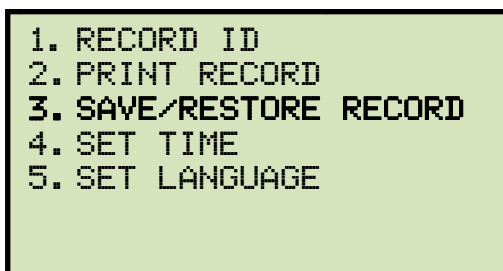 1. RECORD ID
2. PRINT RECORD
3. SAVE/RESTORE RECORD
4. SET TIME
5. SET LANGUAGE